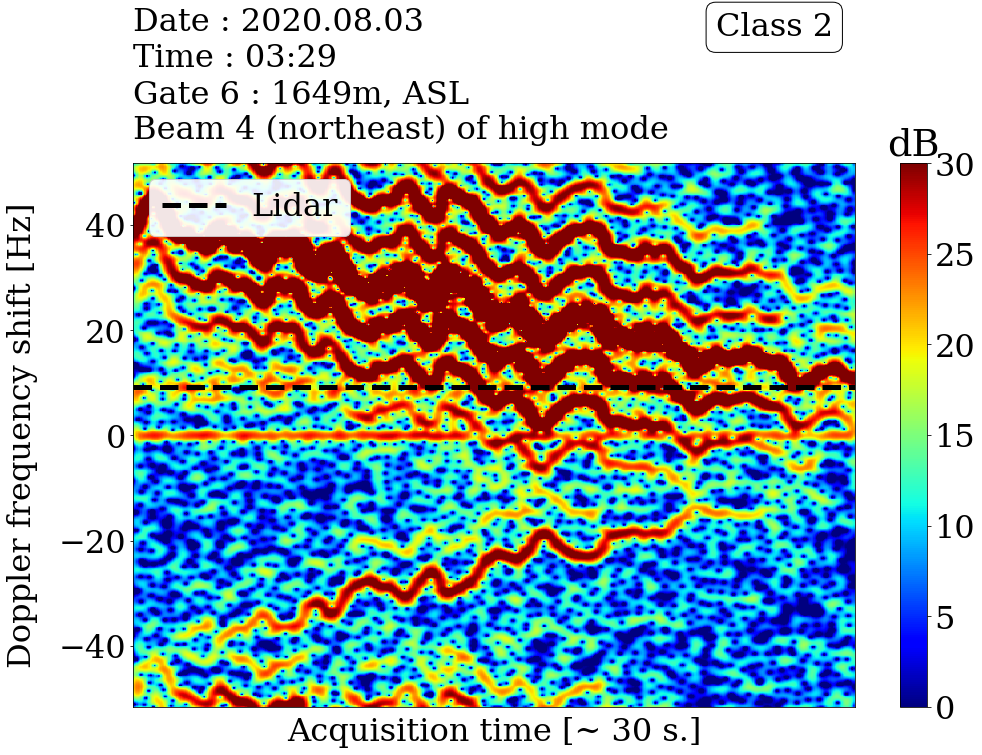 Date : 2020.08.03
Class 2
Time : 03:29
Gate 6 : 1649m, ASL
Beam 4 (northeast) of high mode
dB
Lidar
Doppler frequency shift [Hz]
40
20
0
−20
−40
30
25
20
15
10
5
0
Acquisition time [~ 30 s.]